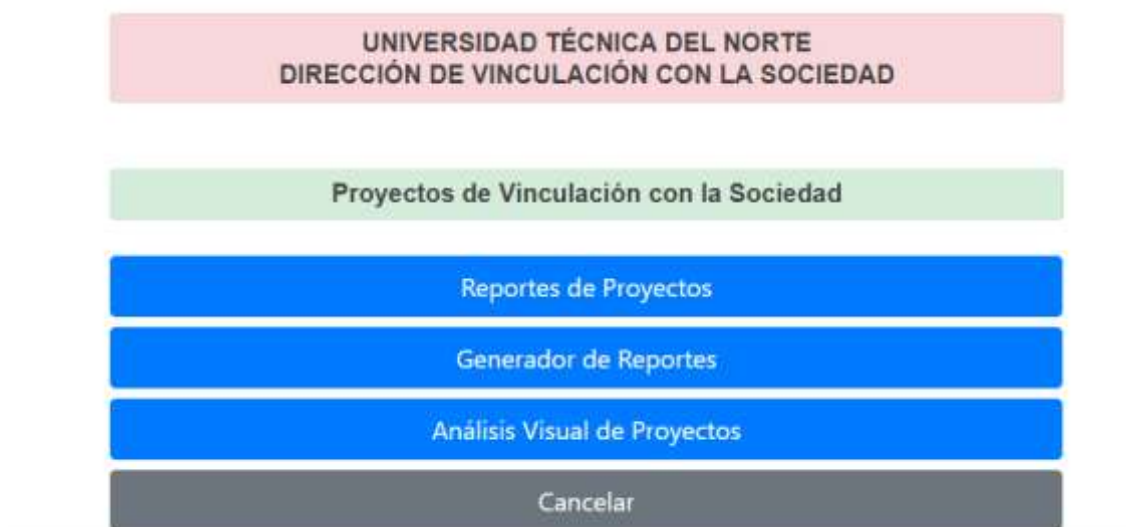 UNIVERSIDAD TÉCNICA DEL NORTE
DIRECCIÓN DE VINCULACIÓN CON LA SOCIEDAD
Proyectos de Vinculación con la Sociedad
Reportes de Proyectos
Generador de Reportes
Análisis Visual de Proyectos
Cancelar